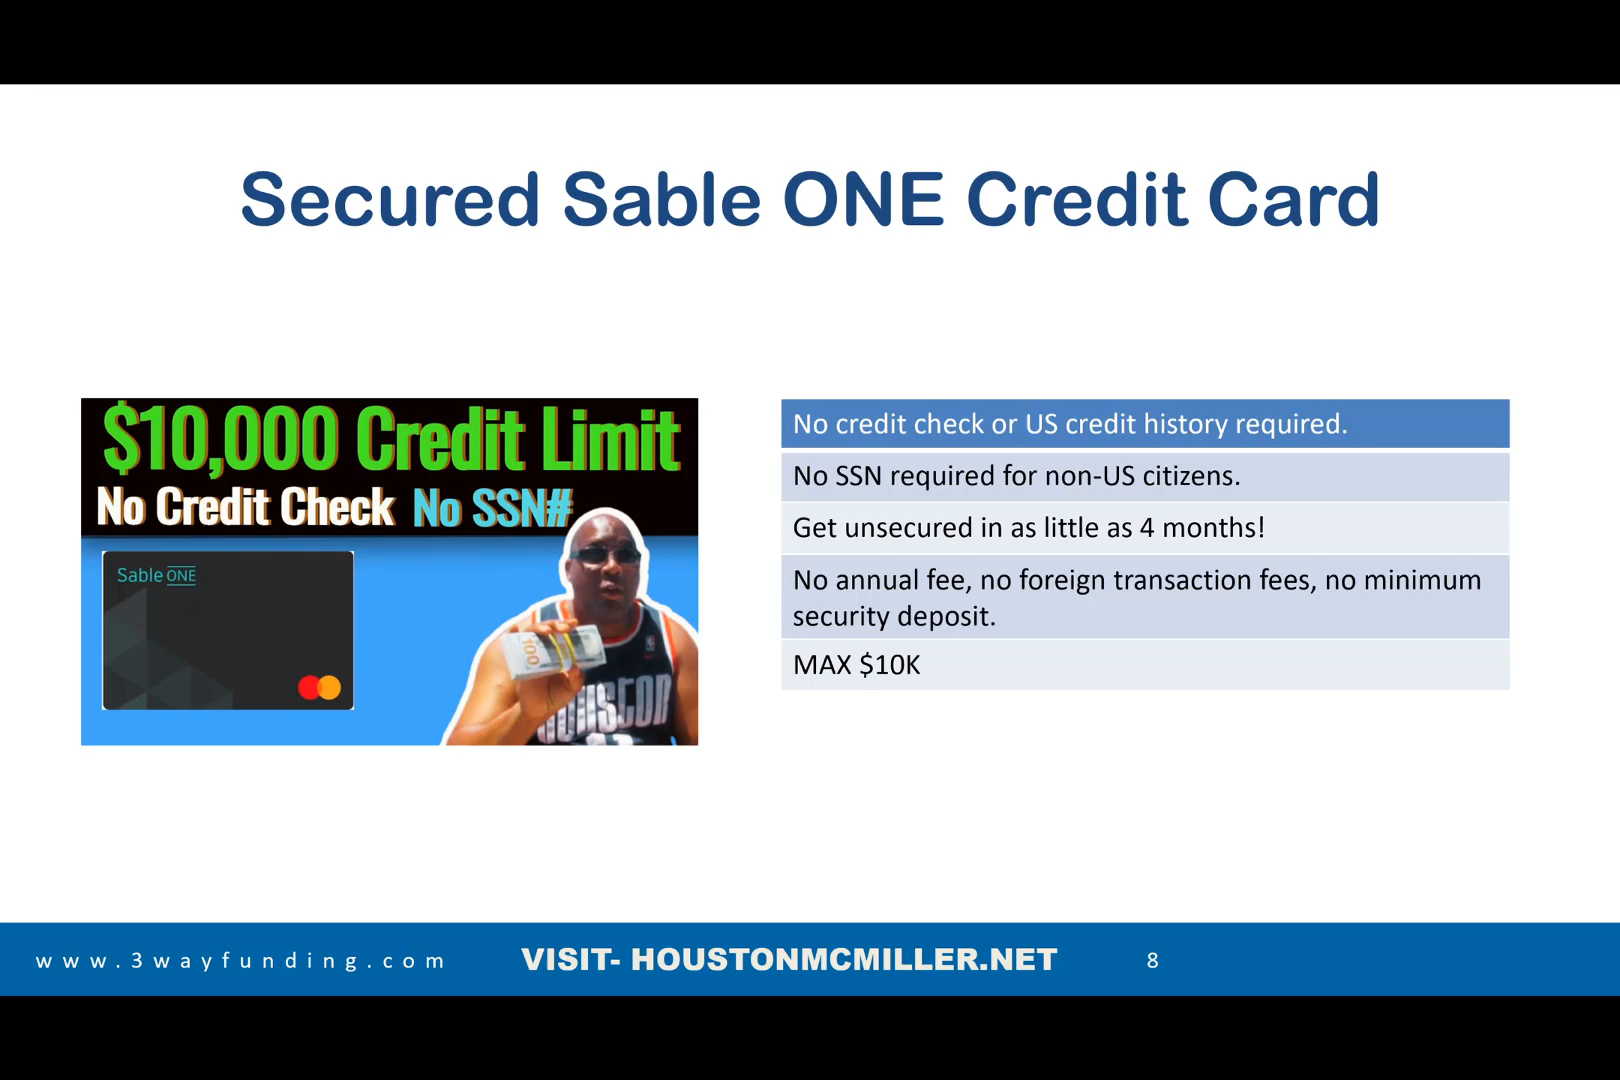 Secured Sable ONE Credit Card
$10,000 Credit Limit
No Credit Check No SSN#
Sable ONE
100
HOUSTON
No credit check or US credit history required.
No SSN required for non-US citizens.
Get unsecured in as little as 4 months!
No annual fee, no foreign transaction fees, no minimum
security deposit.
MAX $10K
www.3wayfunding.com
VISIT- HOUSTONMCMILLER.NET
8